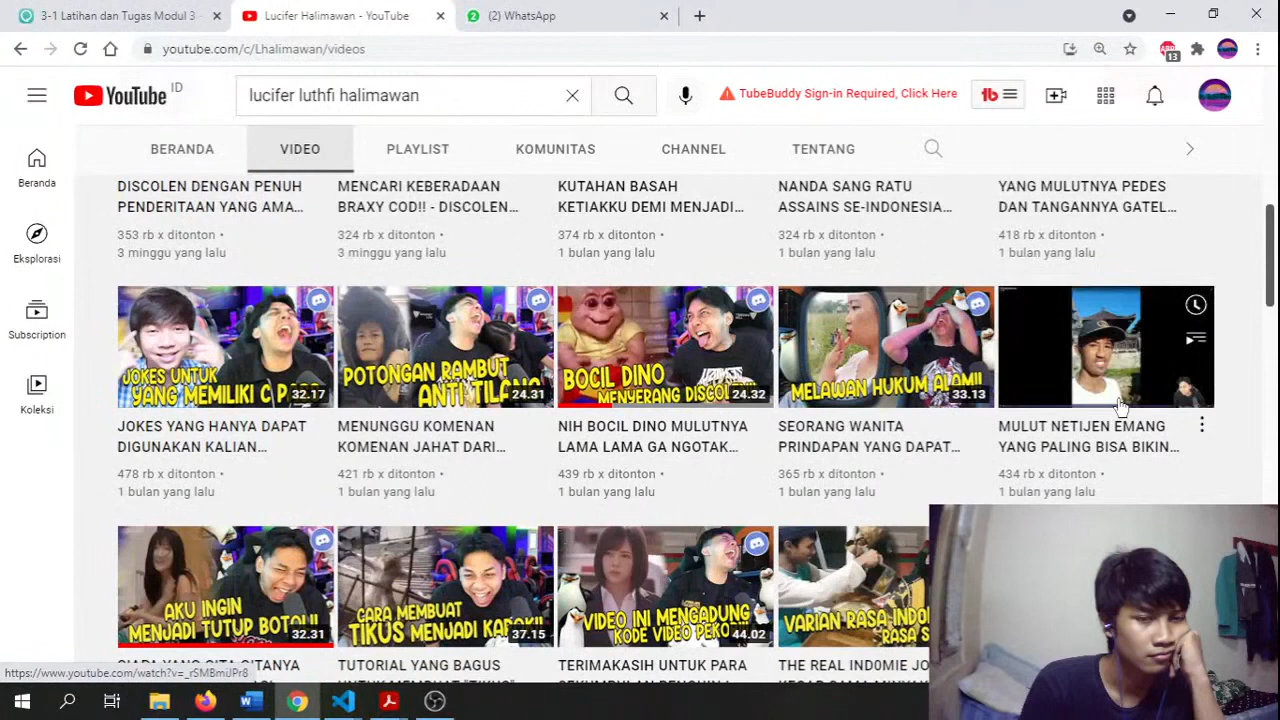 3-1 Latihan dan Tugas Modul 3 -
Lucifer Halimawan - YouTube
(2) WhatsApp
youtube.com/c/Lhalimawan/videos
13
YouTube ID
lucifer luthfi halimawan
TubeBuddy Sign-in Required, Click Here
BERANDA
VIDEO
PLAYLIST
KOMUNITAS
CHANNEL
TENTANG
Beranda
Eksplorasi
Subscription
Koleksi
DISCOLEN DENGAN PENUH
PENDERITAAN YANG AMA...
353 rb x ditonton •
3 minggu yang lalu
MENCARI KEBERADAAN
BRAXY COD!! - DISCOLEN...
324 rb x ditonton •
3 minggu yang lalu
KUTAHAN BASAH
KETIAKKU DEMI MENJADI...
374 rb x ditonton •
1 bulan yang lalu
NANDA SANG RATU
ASSAINS SE-INDONESIA...
324 rb x ditonton •
1 bulan yang lalu
YANG MULUTNYA PEDES
DAN TANGANNYA GATEL...
418 rb x ditonton •
1 bulan yang lalu
JOKES UNTUK
YANG MEMILIKI
32.17
JOKES YANG HANYA DAPAT
DIGUNAKAN KALIAN...
478 rb x ditonton •
1 bulan yang lalu
POTONGAN RAMBUT
ANTI TILANG
24.31
MENUNGGU KOMENAN
KOMENAN JAHAT DARI...
421 rb x ditonton •
1 bulan yang lalu
BOCIL DINO
MENYERANG
24.32
NIH BOCIL DINO MULUTNYA
LAMA LAMA GA NGOTAK...
439 rb x ditonton •
1 bulan yang lalu
MELAWAN HUKUM ALAM!!
33.13
SEORANG WANITA
PRINDAPAN YANG DAPAT...
365 rb x ditonton •
1 bulan yang lalu
MULUT NETIJEN EMANG
YANG PALING BISA BIKIN...
434 rb x ditonton •
1 bulan yang lalu
AKU INGIN
MENJADI TUTUP BOTOL!!
32.31
CARA MEMBUAT
TIKUS MENJADI
37.15
TUTORIAL YANG BAGUS
VIDEO INI MENGADUNG
KODE VIDEO
44.02
TERIMAKASIH UNTUK PARA
VARIAN RASA
RASA
THE REAL IND0MIE
https://www.youtube.com/watch?v=_rSMBmiJPr8